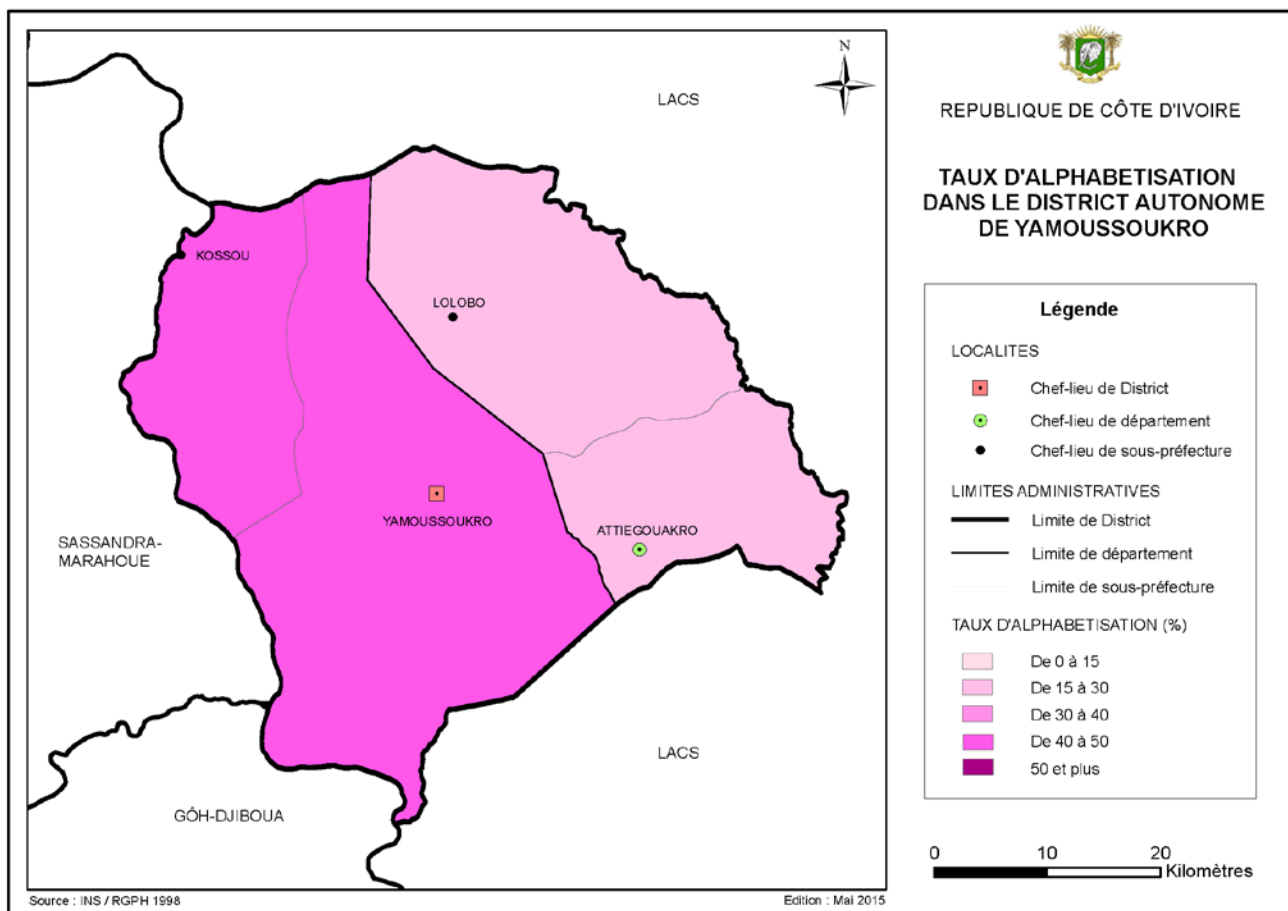 N
LACS
KOSSOU
LOLOBO
YAMOUSSOUKRO
ATTIEGOUAKRO
SASSANDRA-
MARAHOUE
LACS
GÔH-DJIBOUA
Source : INS / RGPH 1998
Edition : Mai 2015
REPUBLIQUE DE CÔTE D'IVOIRE
TAUX D'ALPHABETISATION
DANS LE DISTRICT AUTONOME
DE YAMOUSSOUKRO
Légende
LOCALITES
Chef-lieu de District
Chef-lieu de département
Chef-lieu de sous-préfecture
LIMITES ADMINISTRATIVES
Limite de District
Limite de département
Limite de sous-préfecture
TAUX D'ALPHABETISATION (%)
De 0 à 15
De 15 à 30
De 30 à 40
De 40 à 50
50 et plus
0 10 20
Kilomètres